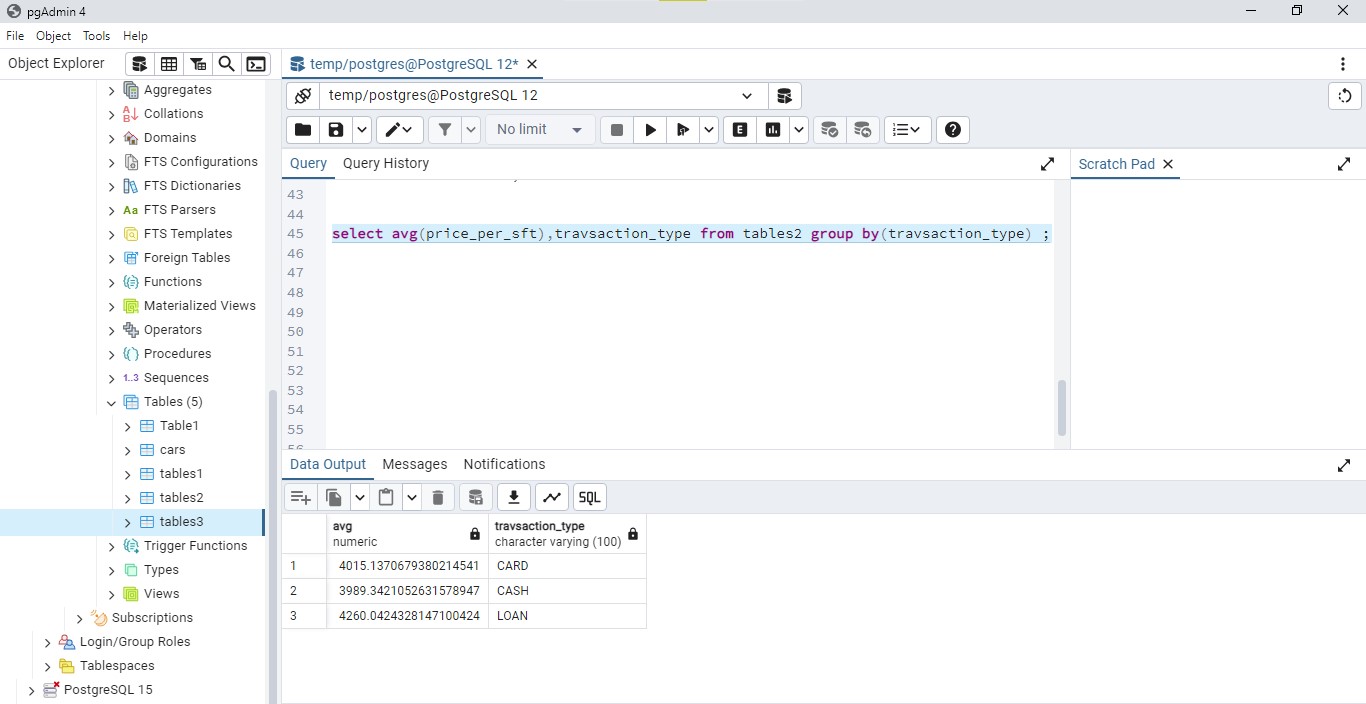 pgAdmin 4
File Object Tools Help
Object Explorer
Aggregates
Collations
Domains
FTS Configurations
FTS Dictionaries
Aa FTS Parsers
FTS Templates
Foreign Tables
Functions
Materialized Views
Operators
Procedures
1..3 Sequences
Tables (5)
Table1
cars
tables1
tables2
tables3
Trigger Functions
Types
Views
Subscriptions
Login/Group Roles
Tablespaces
PostgreSQL 15
temp/postgres@PostgreSQL 12*
temp/postgres@PostgreSQL 12
No limit
E
Query Query History
Scratch Pad
43
44
45 select avg(price_per_sft),travsaction_type from tables2 group by(travsaction_type) ;
46
47
48
49
50
51
52
53
54
55
56
Data Output Messages Notifications
SQL
avg travsaction_type
numeric character varying (100)
1 4015.1370679380214541 CARD
2 3989.3421052631578947 CASH
3 4260.0424328147100424 LOAN